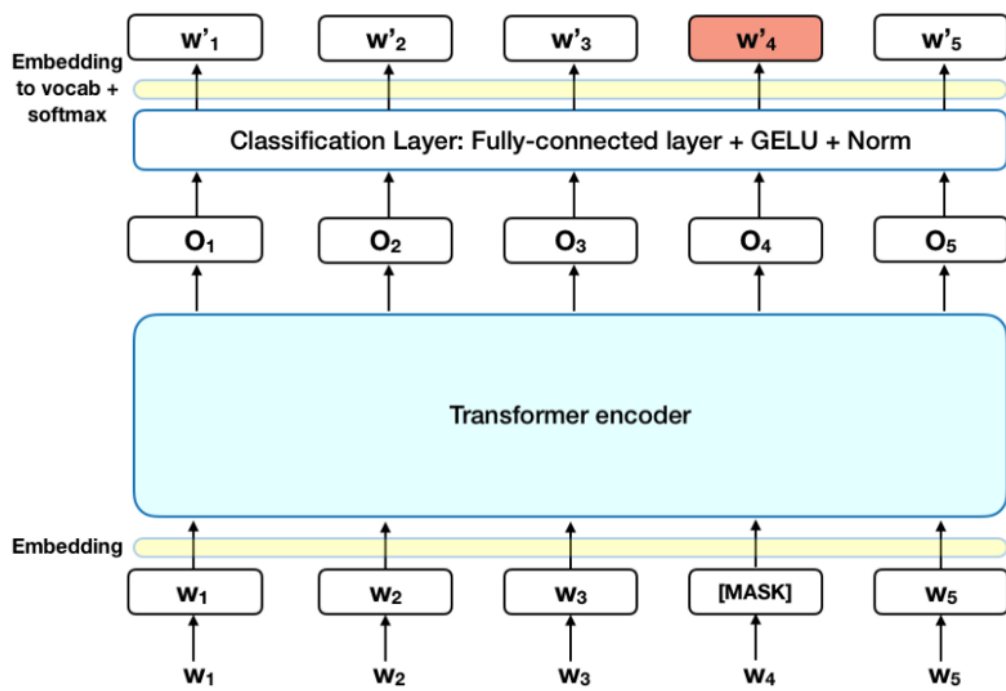 w’₁ w’₂ w’₃ w’₄ w’₅
Embedding
to vocab +
softmax
Classification Layer: Fully-connected layer + GELU + Norm
O₁ O₂ O₃ O₄ O₅
Transformer encoder
Embedding
W₁ W₂ W₃ [MASK] W₅
W₁ W₂ W₃ W₄ W₅